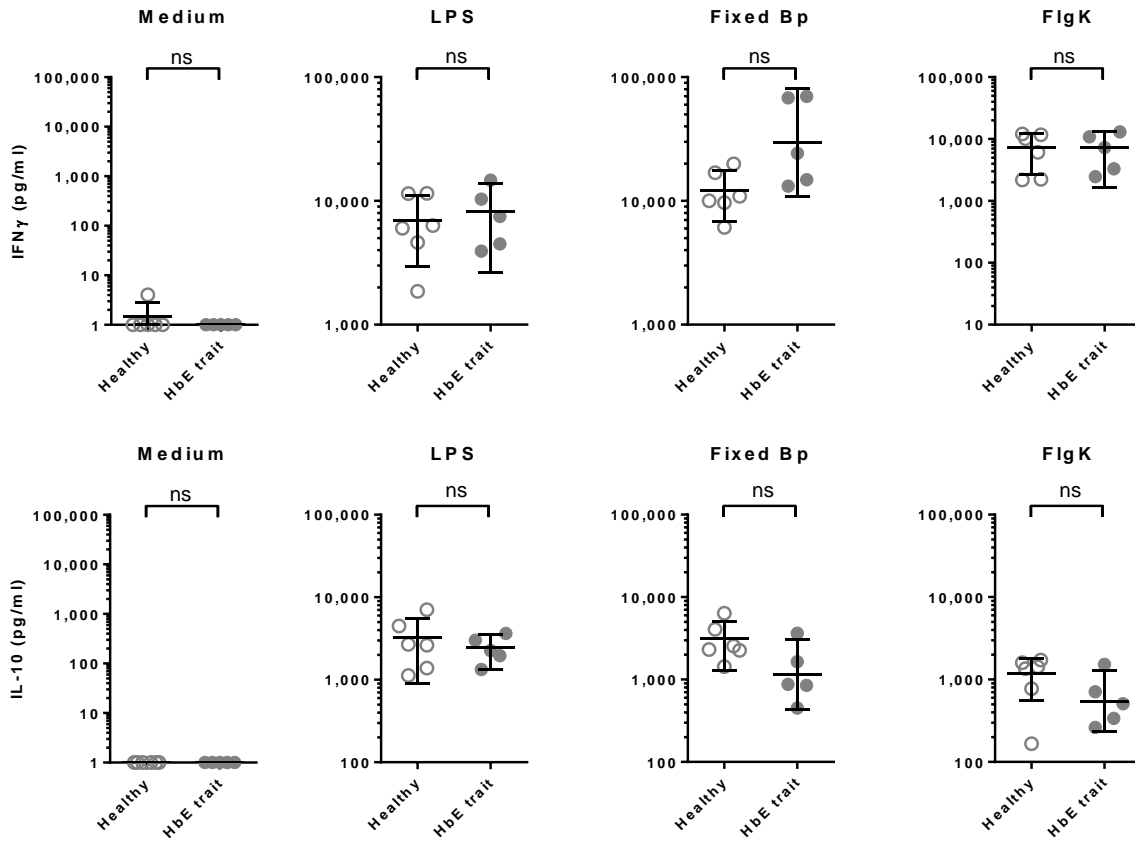 Medium
LPS
Fixed Bp
FlgK
ns
ns
ns
ns
IFNγ (pg/ml)
100,000
10,000
1,000
100
10
1
100,000
10,000
1,000
100,000
10,000
1,000
100,000
10,000
1,000
100
10
Healthy
HbE trait
Healthy
HbE trait
Healthy
HbE trait
Healthy
HbE trait
Medium
LPS
Fixed Bp
FlgK
ns
ns
ns
ns
IL-10 (pg/ml)
100,000
10,000
1,000
100
10
1
100,000
10,000
1,000
100
100,000
10,000
1,000
100
100,000
10,000
1,000
100
Healthy
HbE trait
Healthy
HbE trait
Healthy
HbE trait
Healthy
HbE trait